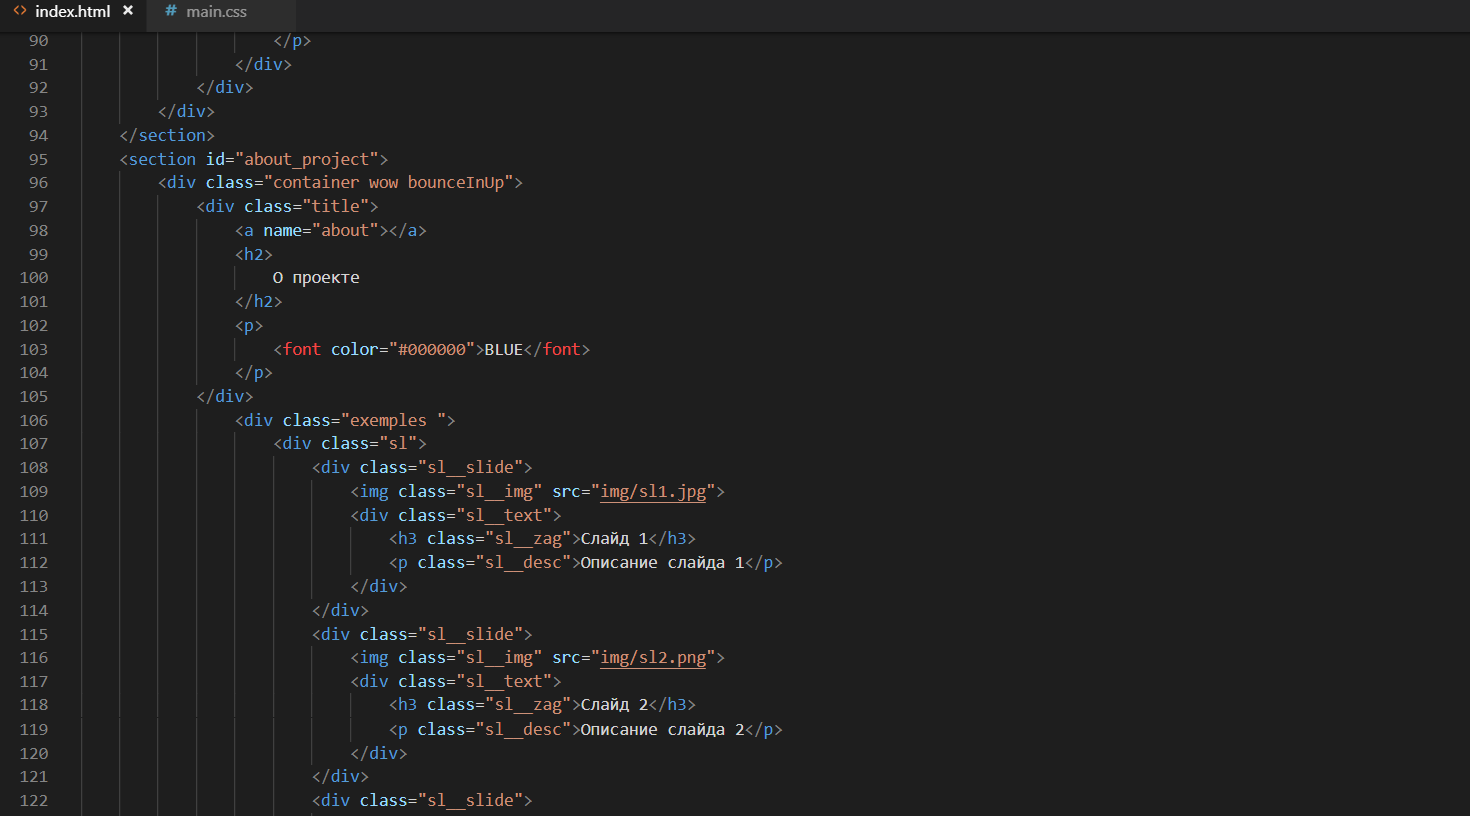 <> index.html × # main.css
90 </p>
91 </div>
92 </div>
93 </div>
94 </section>
95 <section id="about_project">
96 <div class="container wow bounceInUp">
97 <div class="title">
98 <a name="about"></a>
99 <h2>
100 О проекте
101 </h2>
102 <p>
103 <font color="#000000">BLUE</font>
104 </p>
105 </div>
106 <div class="exemples ">
107 <div class="sl">
108 <div class="sl__slide">
109 <img class="sl__img" src="img/sl1.jpg">
110 <div class="sl__text">
111 <h3 class="sl__zag">Слайд 1</h3>
112 <p class="sl__desc">Описание слайда 1</p>
113 </div>
114 </div>
115 <div class="sl__slide">
116 <img class="sl__img" src="img/sl2.png">
117 <div class="sl__text">
118 <h3 class="sl__zag">Слайд 2</h3>
119 <p class="sl__desc">Описание слайда 2</p>
120 </div>
121 </div>
122 <div class="sl__slide">